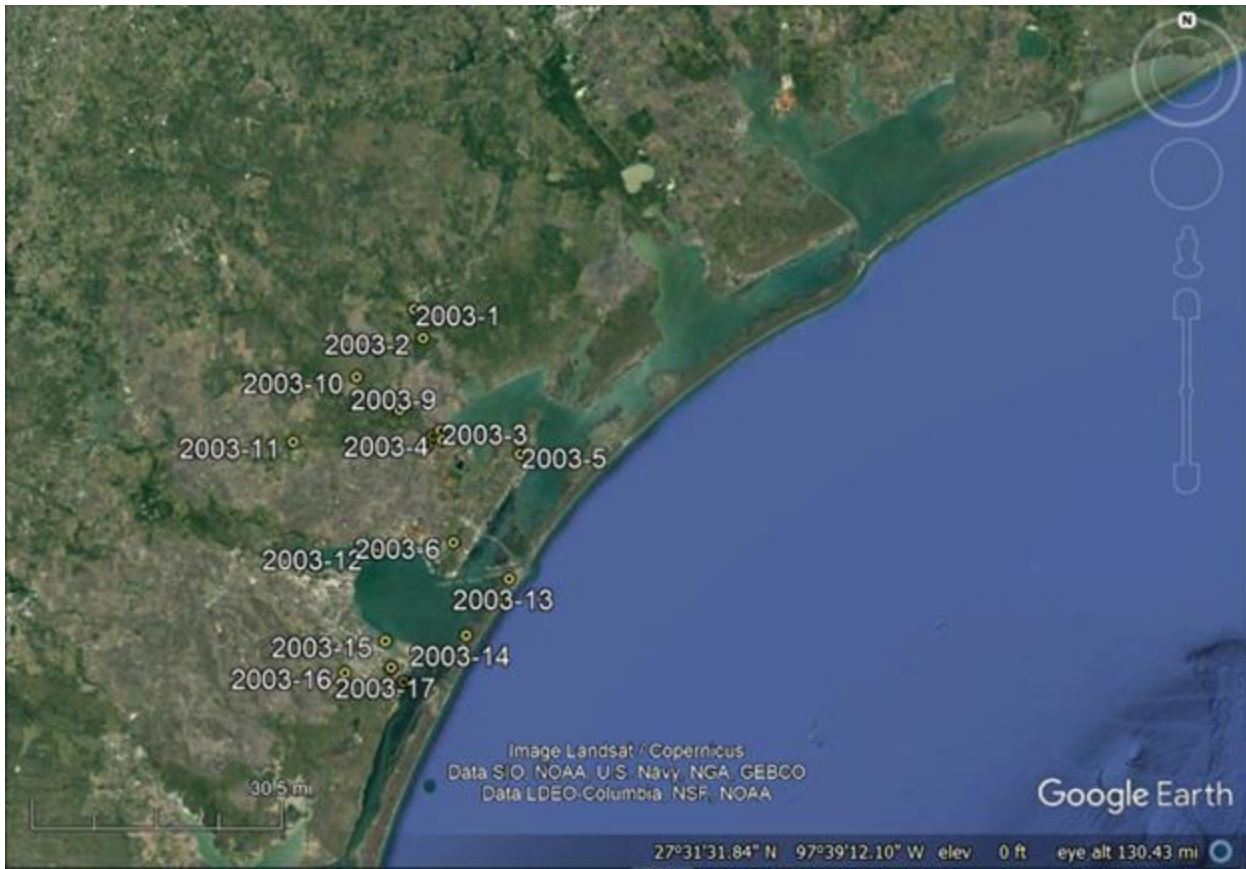 N
2003-1
2003-2
2003-10
2003-9
2003-4
2003-3
2003-11
2003-5
2003-12
2003-6
2003-13
2003-15
2003-14
2003-16
2003-17
Image Landsat / Copernicus
Data SIO, NOAA, U.S. Navy, NGA, GEBCO
Data LDEO-Columbia, NSF, NOAA
30.5 mi
Google Earth
27°31'31.84" N 97°39'12.10" W elev 0 ft eye alt 130.43 mi